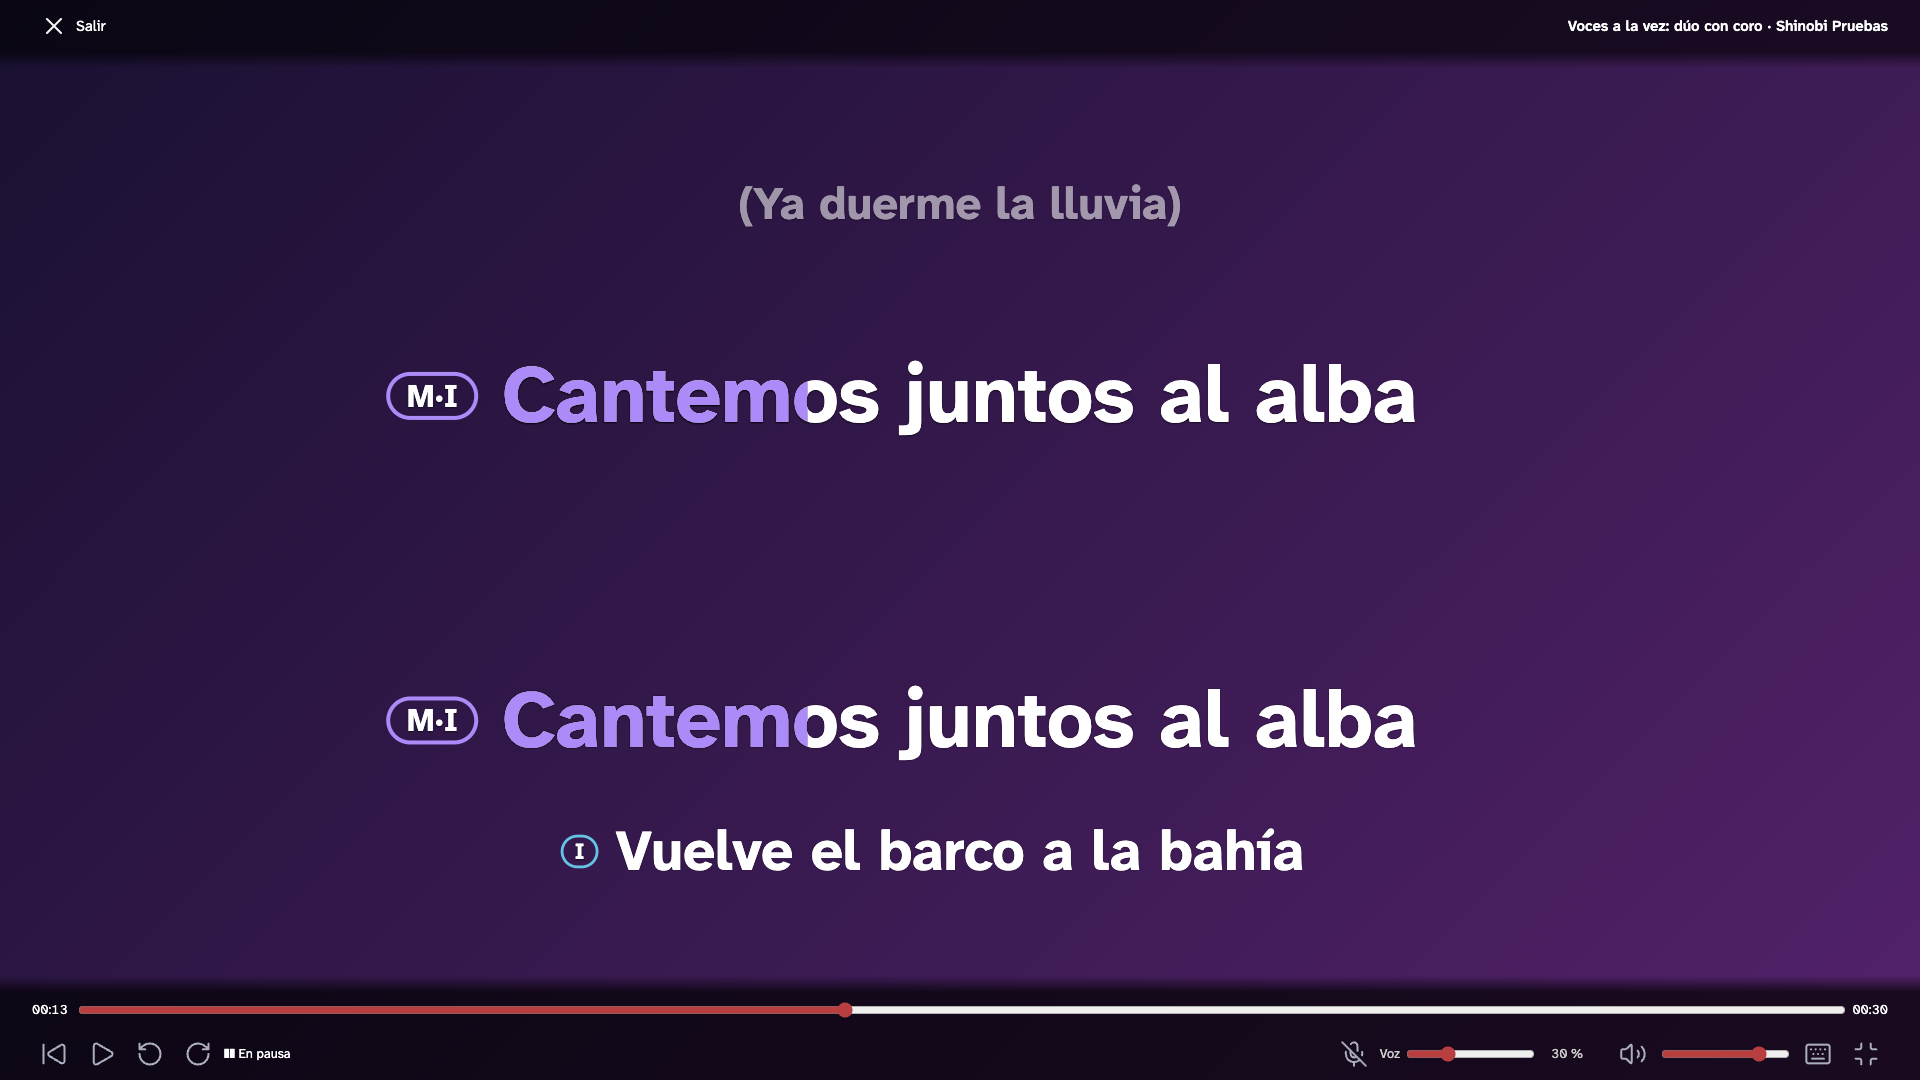 Salir
Voces a la vez: dúo con coro · Shinobi Pruebas
(Ya duerme la lluvia)
M·I Cantemos juntos al alba
M·I Cantemos juntos al alba
I Vuelve el barco a la bahía
00:13
00:30
En pausa
Voz
30 %